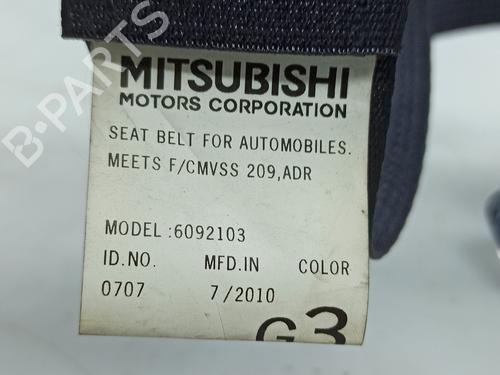 MITSUBISHI
MOTORS CORPORATION
SEAT BELT FOR AUTOMOBILES.
MEETS F/CMVSS 209,ADR
MODEL :6092103
ID.NO. MFD.IN COLOR
0707 7/2010
G3
B-PARTS